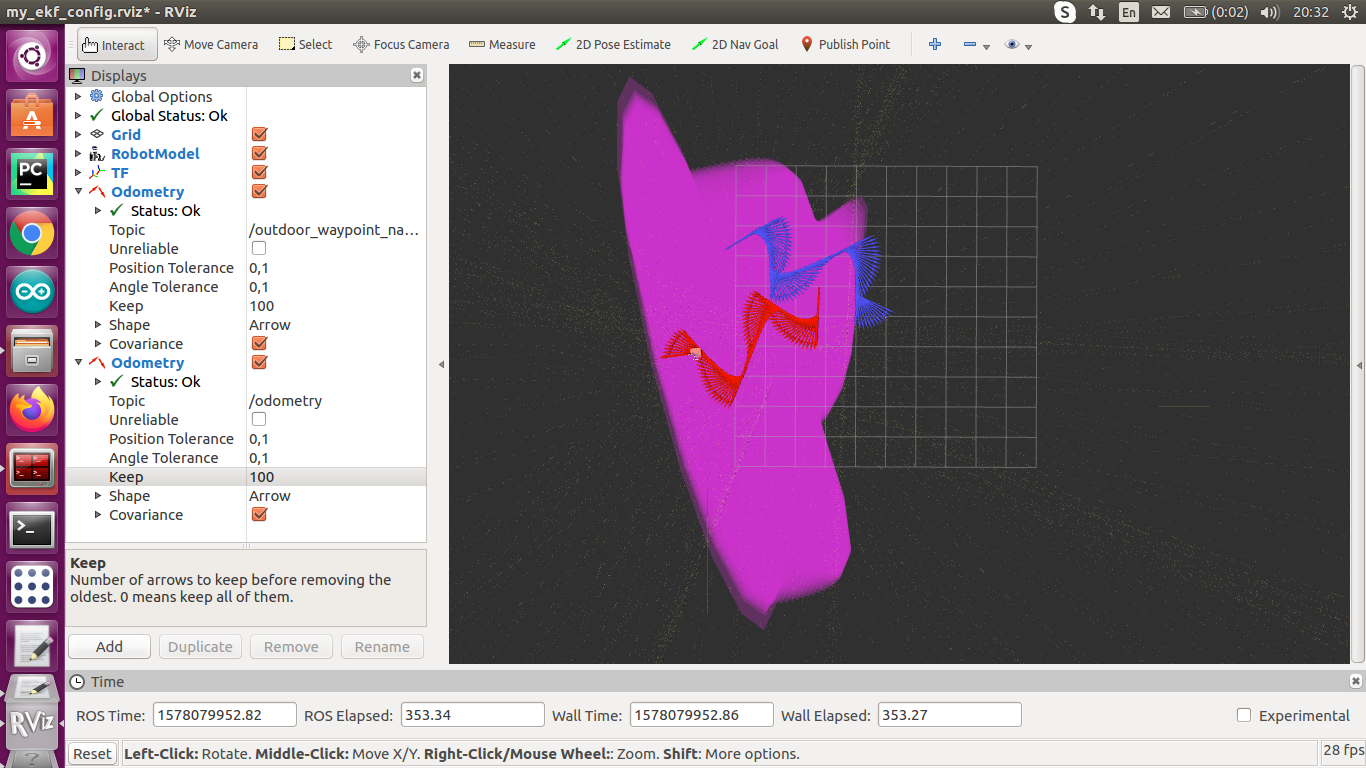 my_ekf_config.rviz* - RViz
S
En
(0:02)
20:32
Interact
Move Camera
Select
Focus Camera
Measure
2D Pose Estimate
2D Nav Goal
Publish Point
Displays
Global Options
Global Status: Ok
Grid
RobotModel
TF
Odometry
Status: Ok
Topic /outdoor_waypoint_na...
Unreliable
Position Tolerance 0,1
Angle Tolerance 0,1
Keep 100
Shape Arrow
Covariance
Odometry
Status: Ok
Topic /odometry
Unreliable
Position Tolerance 0,1
Angle Tolerance 0,1
Keep 100
Shape Arrow
Covariance
Keep
Number of arrows to keep before removing the
oldest. 0 means keep all of them.
Add
Duplicate
Remove
Rename
Time
ROS Time: 1578079952.82
ROS Elapsed: 353.34
Wall Time: 1578079952.86
Wall Elapsed: 353.27
Experimental
Reset
Left-Click: Rotate. Middle-Click: Move X/Y. Right-Click/Mouse Wheel:: Zoom. Shift: More options.
28 fps
A
PC
>_
RViz
?